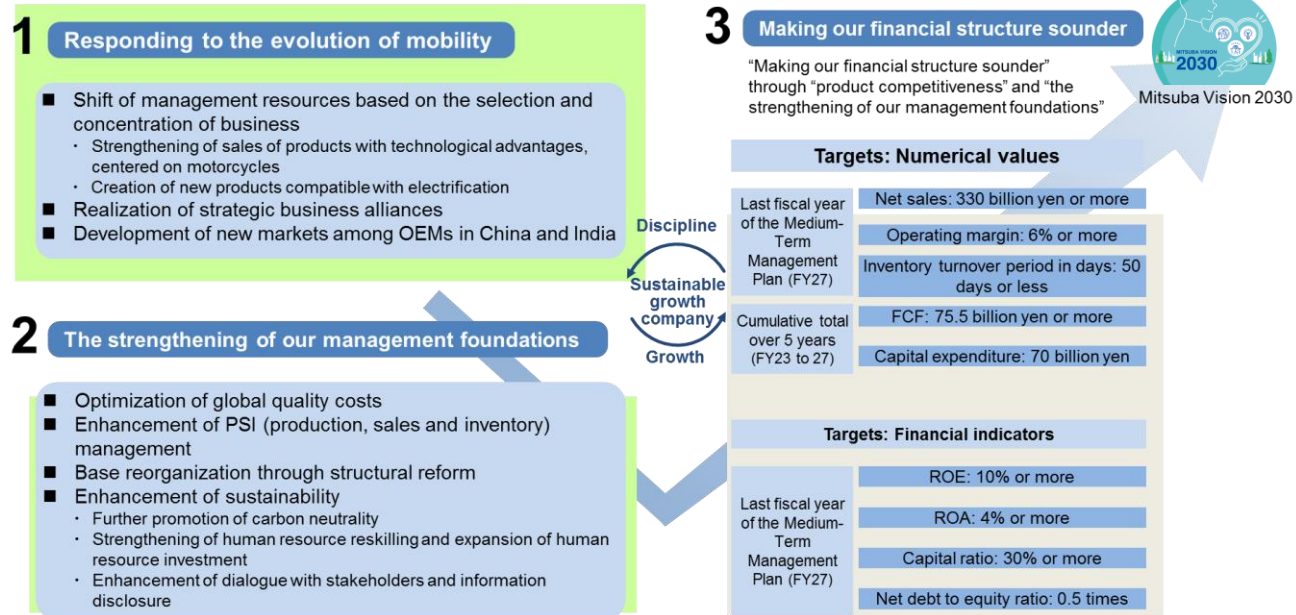 1 Responding to the evolution of mobility
■ Shift of management resources based on the selection and
concentration of business
・ Strengthening of sales of products with technological advantages,
centered on motorcycles
・ Creation of new products compatible with electrification
■ Realization of strategic business alliances
■ Development of new markets among OEMs in China and India
2 The strengthening of our management foundations
■ Optimization of global quality costs
■ Enhancement of PSI (production, sales and inventory)
management
■ Base reorganization through structural reform
■ Enhancement of sustainability
・ Further promotion of carbon neutrality
・ Strengthening of human resource reskilling and expansion of human
resource investment
・ Enhancement of dialogue with stakeholders and information
disclosure
Discipline
Sustainable
growth
company
Growth
3 Making our financial structure sounder
“Making our financial structure sounder”
through “product competitiveness” and “the
strengthening of our management foundations”
MITSUBA VISION
2030
Mitsuba Vision 2030
Targets: Numerical values
Last fiscal year
of the Medium-
Term
Management
Plan (FY27)
Net sales: 330 billion yen or more
Operating margin: 6% or more
Inventory turnover period in days: 50
days or less
Cumulative total
over 5 years
(FY23 to 27)
FCF: 75.5 billion yen or more
Capital expenditure: 70 billion yen
Targets: Financial indicators
Last fiscal year
of the Medium-
Term
Management
Plan (FY27)
ROE: 10% or more
ROA: 4% or more
Capital ratio: 30% or more
Net debt to equity ratio: 0.5 times